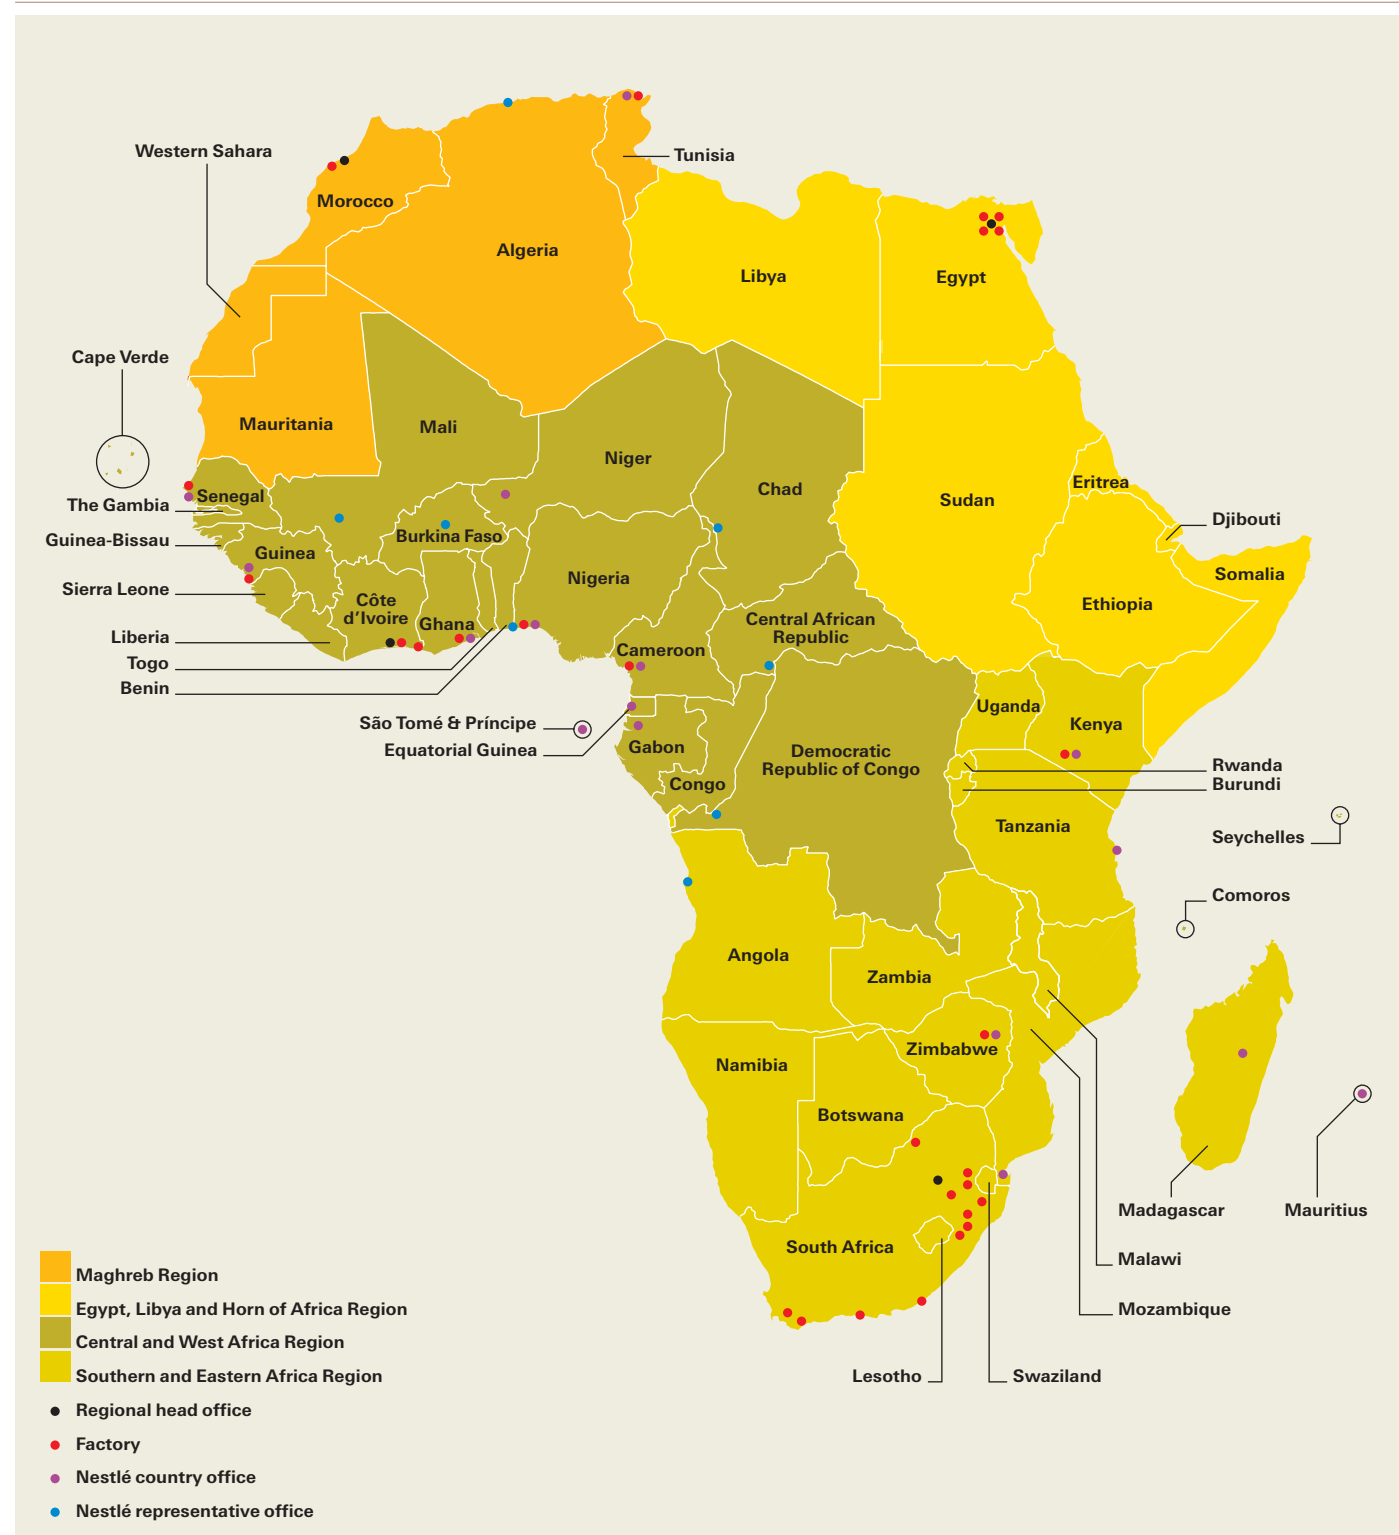 Western Sahara
Tunisia
Morocco
Algeria
Libya
Egypt
Cape Verde
Mauritania
Mali
Niger
Chad
Sudan
Eritrea
Senegal
The Gambia
Djibouti
Guinea-Bissau
Burkina Faso
Guinea
Somalia
Nigeria
Sierra Leone
Côte
d’Ivoire
Ethiopia
Ghana
Central African
Republic
Liberia
Togo
Cameroon
Benin
Uganda
São Tomé & Príncipe
Kenya
Equatorial Guinea
Gabon
Democratic
Republic of Congo
Rwanda
Congo
Burundi
Tanzania
Seychelles
Comoros
Angola
Zambia
Zimbabwe
Namibia
Botswana
Madagascar
Mauritius
South Africa
Malawi
Mozambique
Lesotho
Swaziland
Maghreb Region
Egypt, Libya and Horn of Africa Region
Central and West Africa Region
Southern and Eastern Africa Region
Regional head office
Factory
Nestlé country office
Nestlé representative office